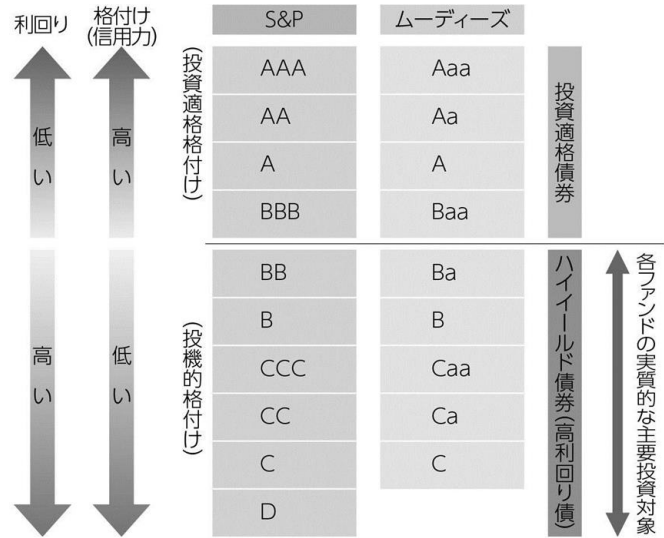 利回り
格付け
(信用力)
S&P
ムーディーズ
低い
高い
(投資適格格付け)
AAA
Aaa
AA
Aa
A
A
BBB
Baa
投資適格債券
高い
低い
(投機的格付け)
BB
Ba
B
B
CCC
Caa
CC
Ca
C
C
D
ハイイールド債券(高利回り債)
各ファンドの実質的な主要投資対象